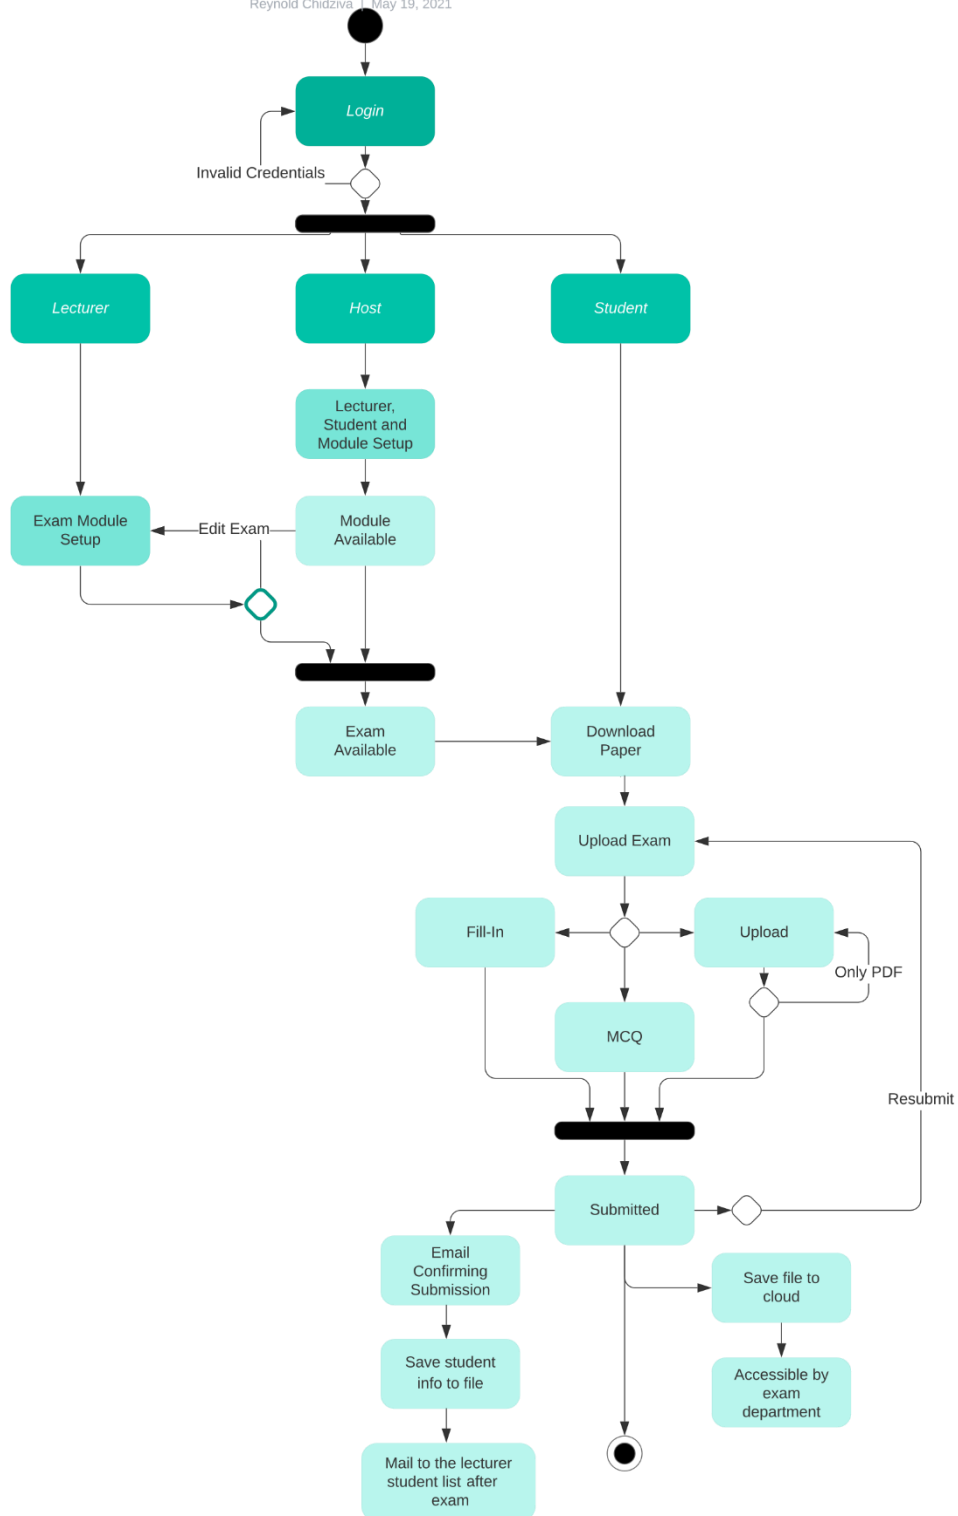 Reynold Chidziva | May 19, 2021
Login
Invalid Credentials
Lecturer
Host
Student
Lecturer,
Student and
Module Setup
Exam Module
Setup
Edit Exam
Module
Available
Exam
Available
Download
Paper
Upload Exam
Fill-In
Upload
Only PDF
MCQ
Resubmit
Submitted
Email
Confirming
Submission
Save file to
cloud
Save student
info to file
Accessible by
exam
department
Mail to the lecturer
student list after
exam